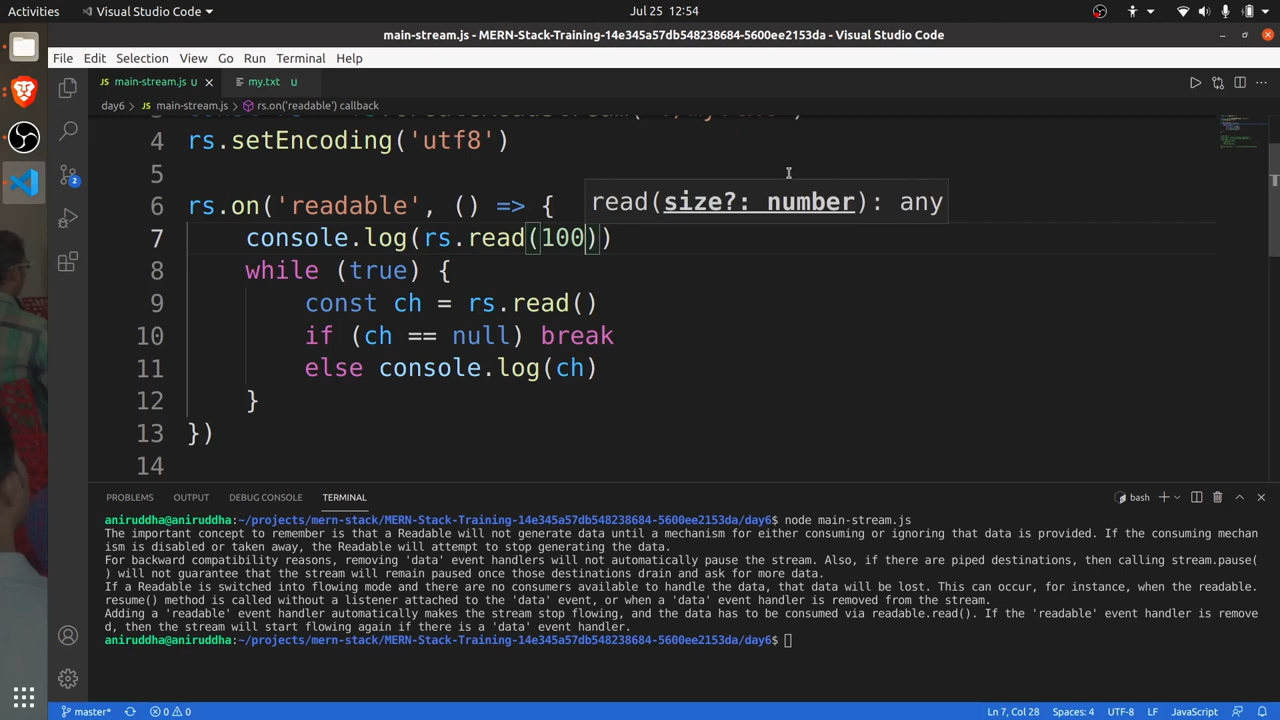 Activities
Visual Studio Code
Jul 25 12:54
main-stream.js - MERN-Stack-Training-14e345a57db548238684-5600ee2153da - Visual Studio Code
File Edit Selection View Go Run Terminal Help
main-stream.js U
my.txt U
day6 > main-stream.js > rs.on('readable') callback
4 rs.setEncoding('utf8')
5
read(size?: number): any
6 rs.on('readable', () => {
7 console.log(rs.read(100))
8 while (true) {
9 const ch = rs.read()
10 if (ch == null) break
11 else console.log(ch)
12 }
13 })
14
2
PROBLEMS OUTPUT DEBUG CONSOLE TERMINAL
bash
aniruddha@aniruddha:~/projects/mern-stack/MERN-Stack-Training-14e345a57db548238684-5600ee2153da/day6$ node main-stream.js
The important concept to remember is that a Readable will not generate data until a mechanism for either consuming or ignoring that data is provided. If the consuming mechan
ism is disabled or taken away, the Readable will attempt to stop generating the data.
For backward compatibility reasons, removing 'data' event handlers will not automatically pause the stream. Also, if there are piped destinations, then calling stream.pause(
) will not guarantee that the stream will remain paused once those destinations drain and ask for more data.
If a Readable is switched into flowing mode and there are no consumers available to handle the data, that data will be lost. This can occur, for instance, when the readable.
resume() method is called without a listener attached to the 'data' event, or when a 'data' event handler is removed from the stream.
Adding a 'readable' event handler automatically makes the stream stop flowing, and the data has to be consumed via readable.read(). If the 'readable' event handler is remove
d, then the stream will start flowing again if there is a 'data' event handler.
aniruddha@aniruddha:~/projects/mern-stack/MERN-Stack-Training-14e345a57db548238684-5600ee2153da/day6$
master* 0 0
Ln 7, Col 28 Spaces: 4 UTF-8 LF JavaScript